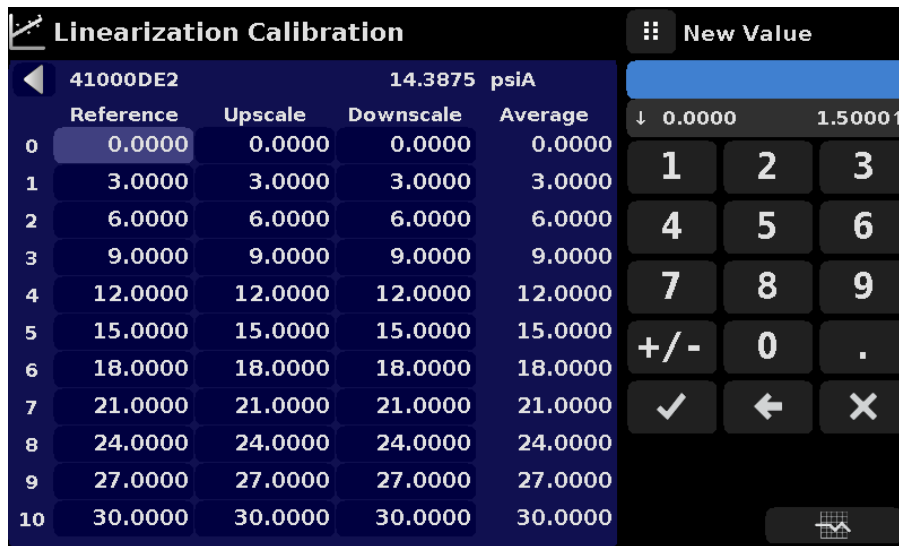 Linearization Calibration
41000DE2 14.3875 psiA
Reference Upscale Downscale Average
0 0.0000 0.0000 0.0000 0.0000
1 3.0000 3.0000 3.0000 3.0000
2 6.0000 6.0000 6.0000 6.0000
3 9.0000 9.0000 9.0000 9.0000
4 12.0000 12.0000 12.0000 12.0000
5 15.0000 15.0000 15.0000 15.0000
6 18.0000 18.0000 18.0000 18.0000
7 21.0000 21.0000 21.0000 21.0000
8 24.0000 24.0000 24.0000 24.0000
9 27.0000 27.0000 27.0000 27.0000
10 30.0000 30.0000 30.0000 30.0000
New Value
↓ 0.0000 1.5000↑
1 2 3
4 5 6
7 8 9
+/- 0 .